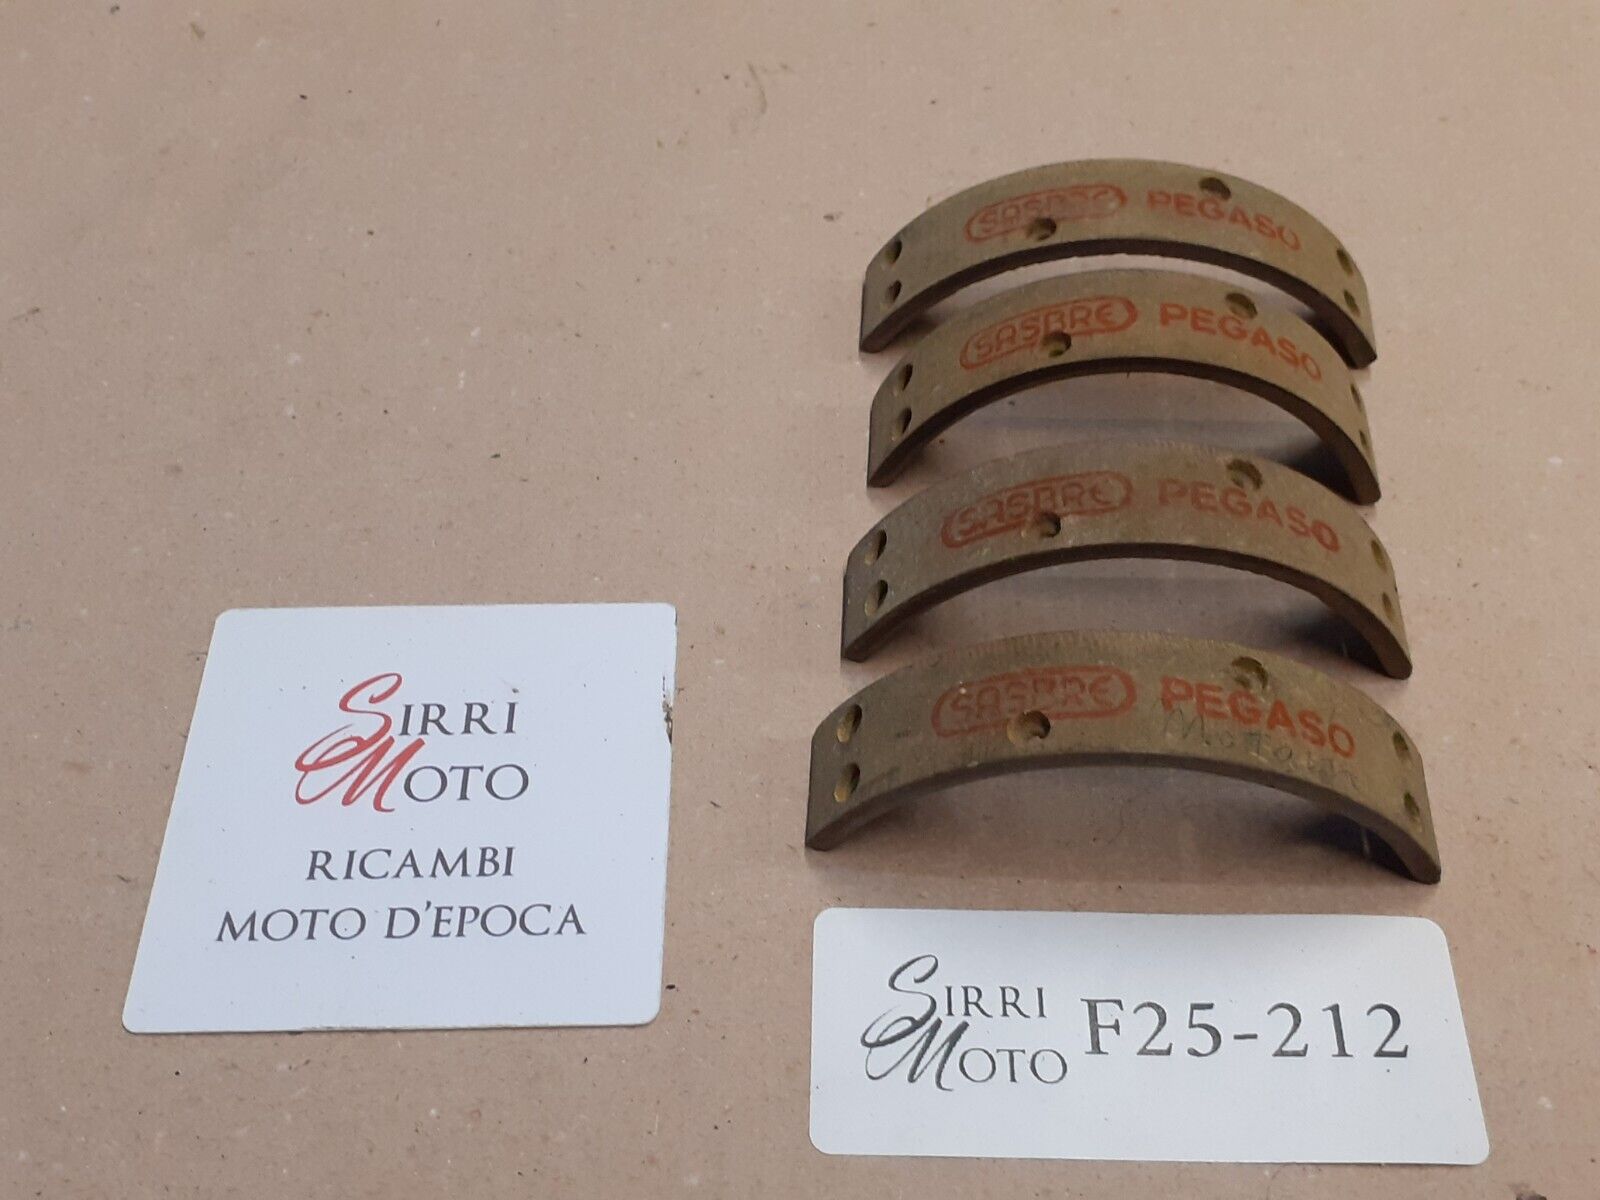 SASBRE PEGASO
SASBRE PEGASO
SASBRE PEGASO
SASBRE PEGASO
SIRRI
MOTO
RICAMBI
MOTO D'EPOCA
SIRRI
MOTO
F25-212